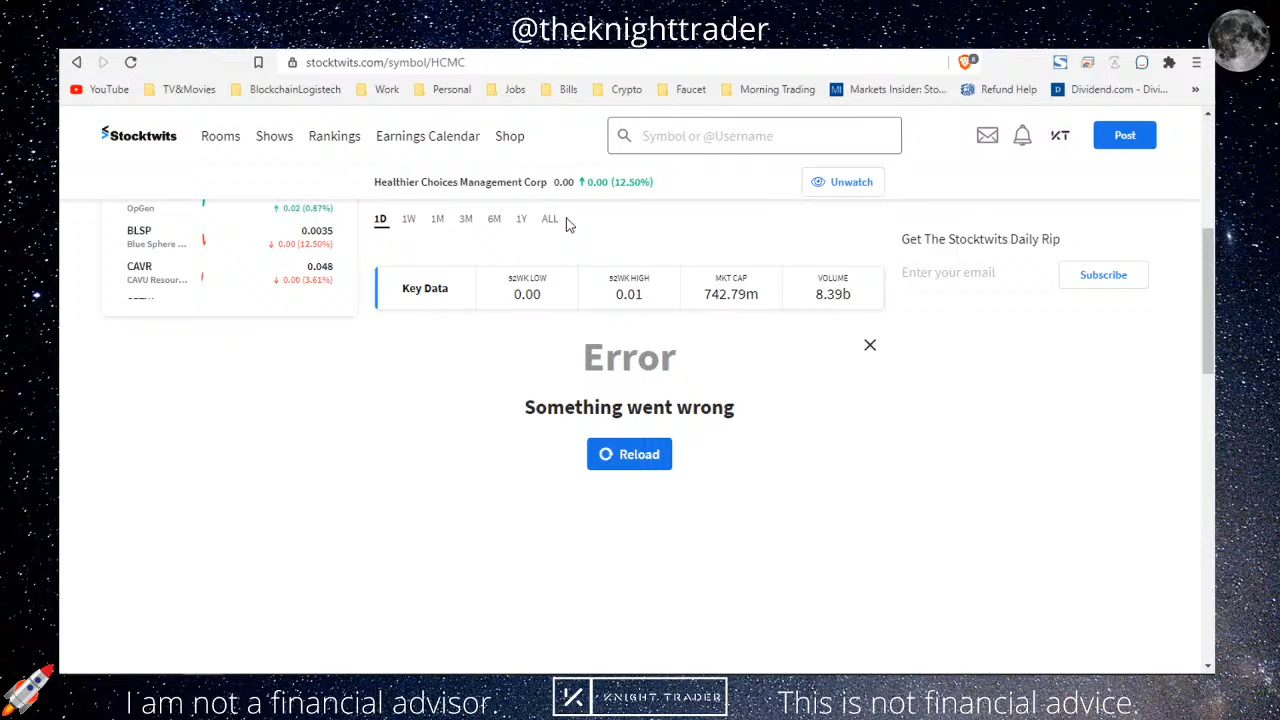 @theknighttrader
stocktwits.com/symbol/HCMC
YouTube TV&Movies BlockchainLogistech Work Personal Jobs Bills Crypto Faucet Morning Trading MI Markets Insider: Sto... Refund Help D Dividend.com - Divi... »
Stocktwits Rooms Shows Rankings Earnings Calendar Shop Symbol or @Username Post
Healthier Choices Management Corp 0.00 ↑ 0.00 (12.50%) Unwatch
OpGen ↑ 0.02 (0.87%)
BLSP 0.0035
Blue Sphere ... ↓ 0.00 (12.50%)
CAVR 0.048
CAVU Resour... ↓ 0.00 (3.61%)
1D 1W 1M 3M 6M 1Y ALL
Key Data
52WK LOW 52WK HIGH MKT CAP VOLUME
0.00 0.01 742.79m 8.39b
Get The Stocktwits Daily Rip
Enter your email Subscribe
Error
Something went wrong
Reload
I am not a financial advisor. KNIGHT TRADER This is not financial advice.